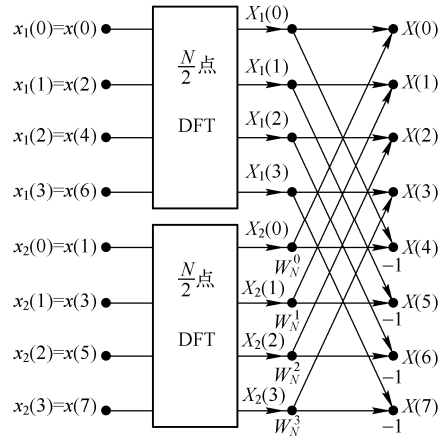 x₁(0)=x(0)
x₁(1)=x(2)
x₁(2)=x(4)
x₁(3)=x(6)
x₂(0)=x(1)
x₂(1)=x(3)
x₂(2)=x(5)
x₂(3)=x(7)
N/2 点
DFT
N/2 点
DFT
X₁(0)
X₁(1)
X₁(2)
X₁(3)
X₂(0)
W_N^0
X₂(1)
W_N^1
X₂(2)
W_N^2
X₂(3)
W_N^3
X(0)
X(1)
X(2)
X(3)
X(4)
−1
X(5)
−1
X(6)
−1
X(7)
−1